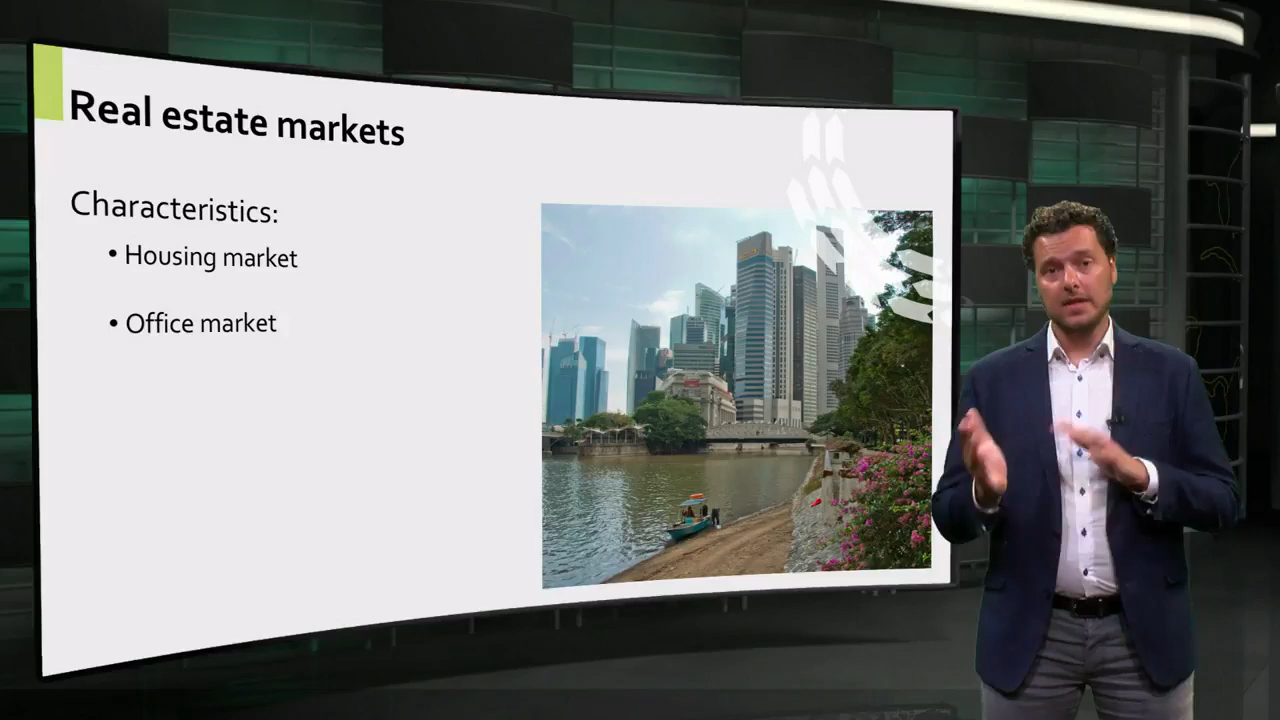 Real estate markets
Characteristics:
• Housing market
• Office market